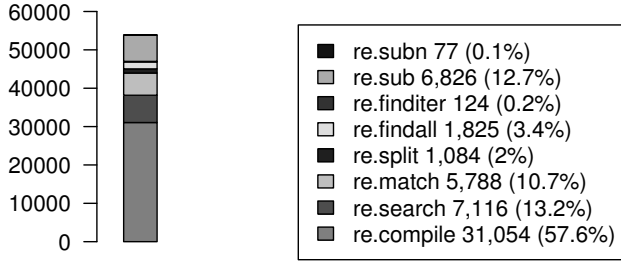 60000
50000
40000
30000
20000
10000
0
re.subn 77 (0.1%)
re.sub 6,826 (12.7%)
re.finditer 124 (0.2%)
re.findall 1,825 (3.4%)
re.split 1,084 (2%)
re.match 5,788 (10.7%)
re.search 7,116 (13.2%)
re.compile 31,054 (57.6%)